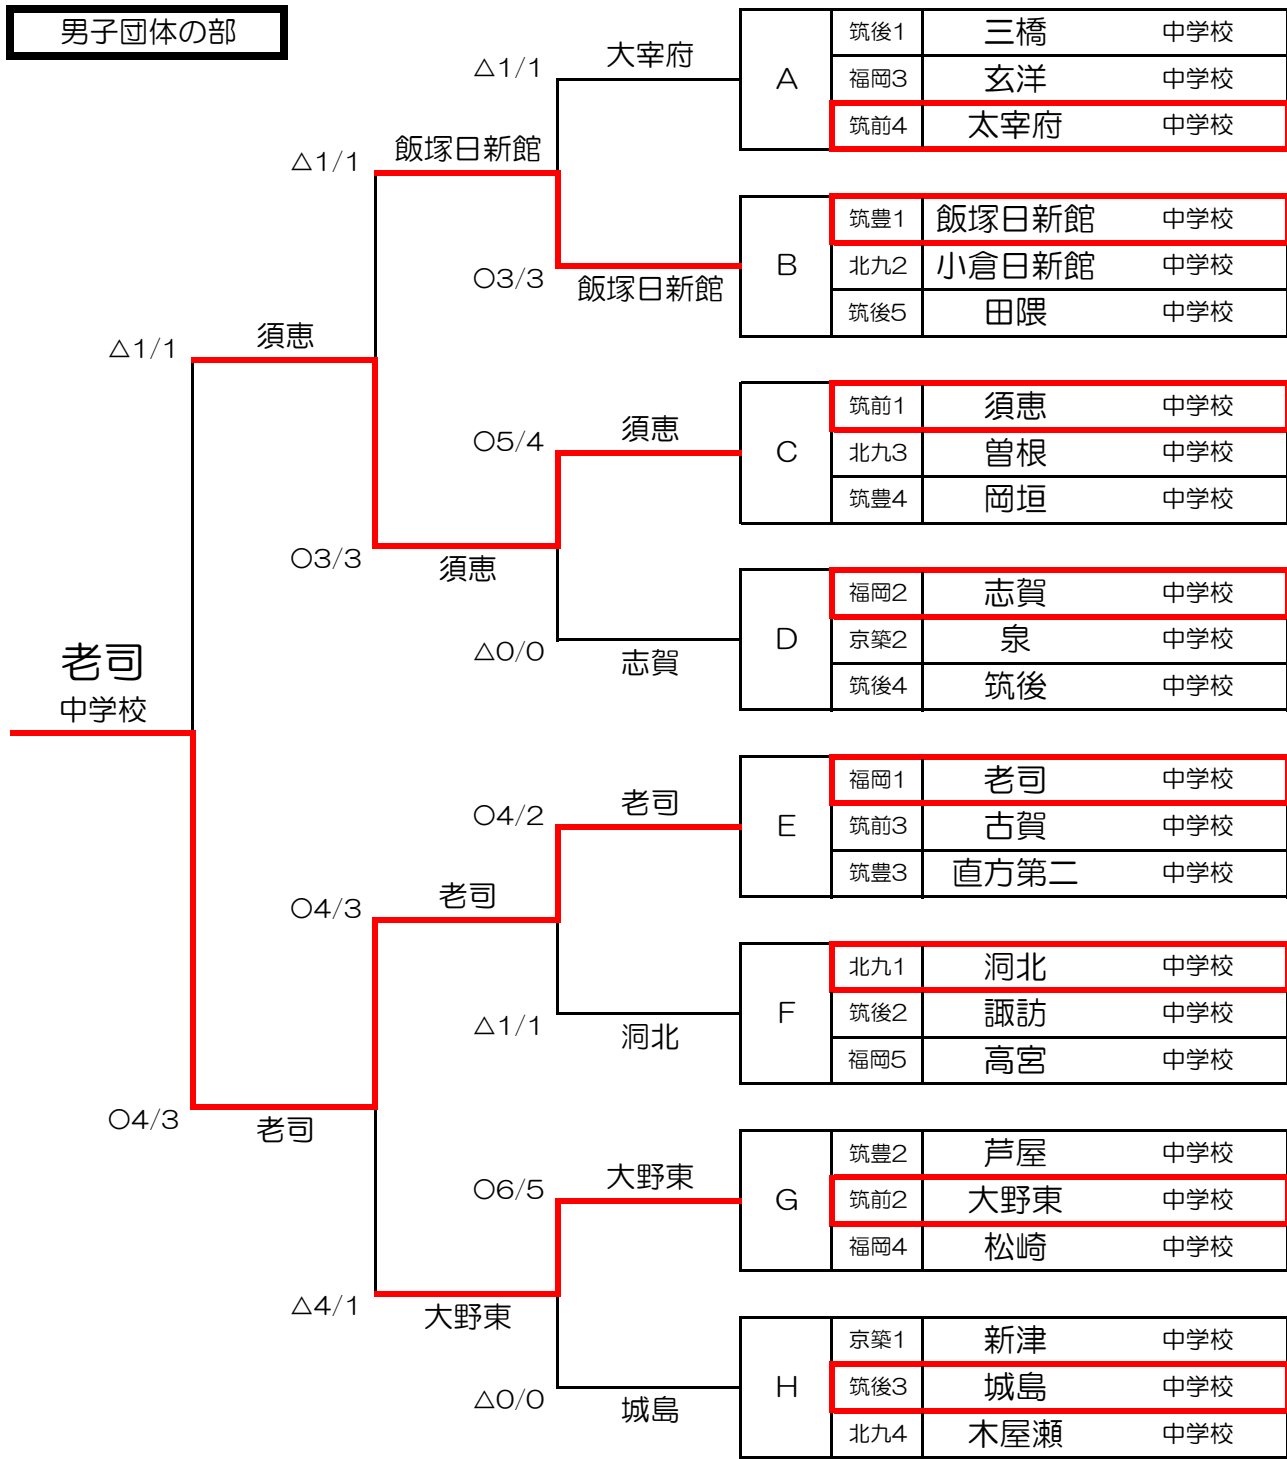 男子団体の部
△1/1
大宰府
飯塚日新館
△1/1
〇3/3
飯塚日新館
須恵
△1/1
〇5/4
須恵
〇3/3
須恵
△0/0
志賀
老司
中学校
〇4/2
老司
〇4/3
老司
△1/1
洞北
〇4/3
老司
〇6/5
大野東
△4/1
大野東
△0/0
城島
A
筑後1 三橋 中学校
福岡3 玄洋 中学校
筑前4 太宰府 中学校
B
筑豊1 飯塚日新館 中学校
北九2 小倉日新館 中学校
筑後5 田隈 中学校
C
筑前1 須恵 中学校
北九3 曽根 中学校
筑豊4 岡垣 中学校
D
福岡2 志賀 中学校
京築2 泉 中学校
筑後4 筑後 中学校
E
福岡1 老司 中学校
筑前3 古賀 中学校
筑豊3 直方第二 中学校
F
北九1 洞北 中学校
筑後2 諏訪 中学校
福岡5 高宮 中学校
G
筑豊2 芦屋 中学校
筑前2 大野東 中学校
福岡4 松崎 中学校
H
京築1 新津 中学校
筑後3 城島 中学校
北九4 木屋瀬 中学校